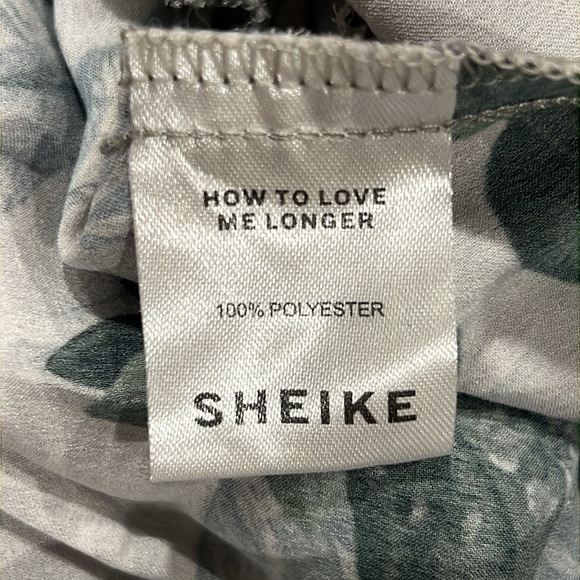 HOW TO LOVE
ME LONGER
100% POLYESTER
SHEIKE